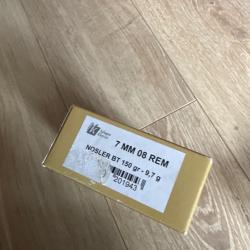 7 MM 08 REM
NOSLER BT 150 gr - 9,7 g
201943